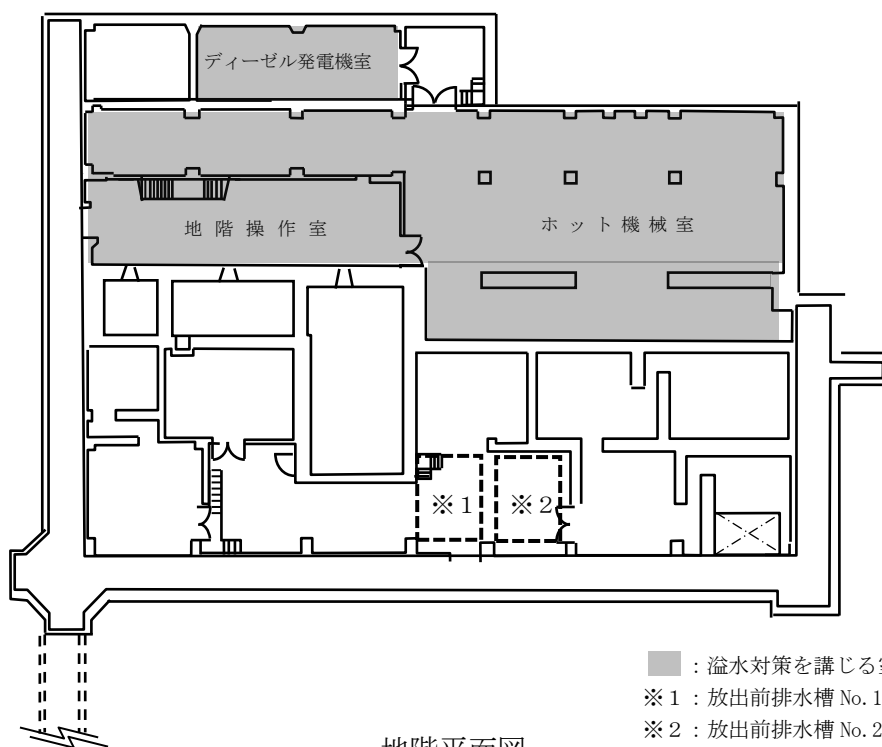 ディーゼル発電機室
地階操作室
ホット機械室
※1
※2
：溢水対策を講じる室
※1：放出前排水槽 No.1
※2：放出前排水槽 No.2
地階平面図